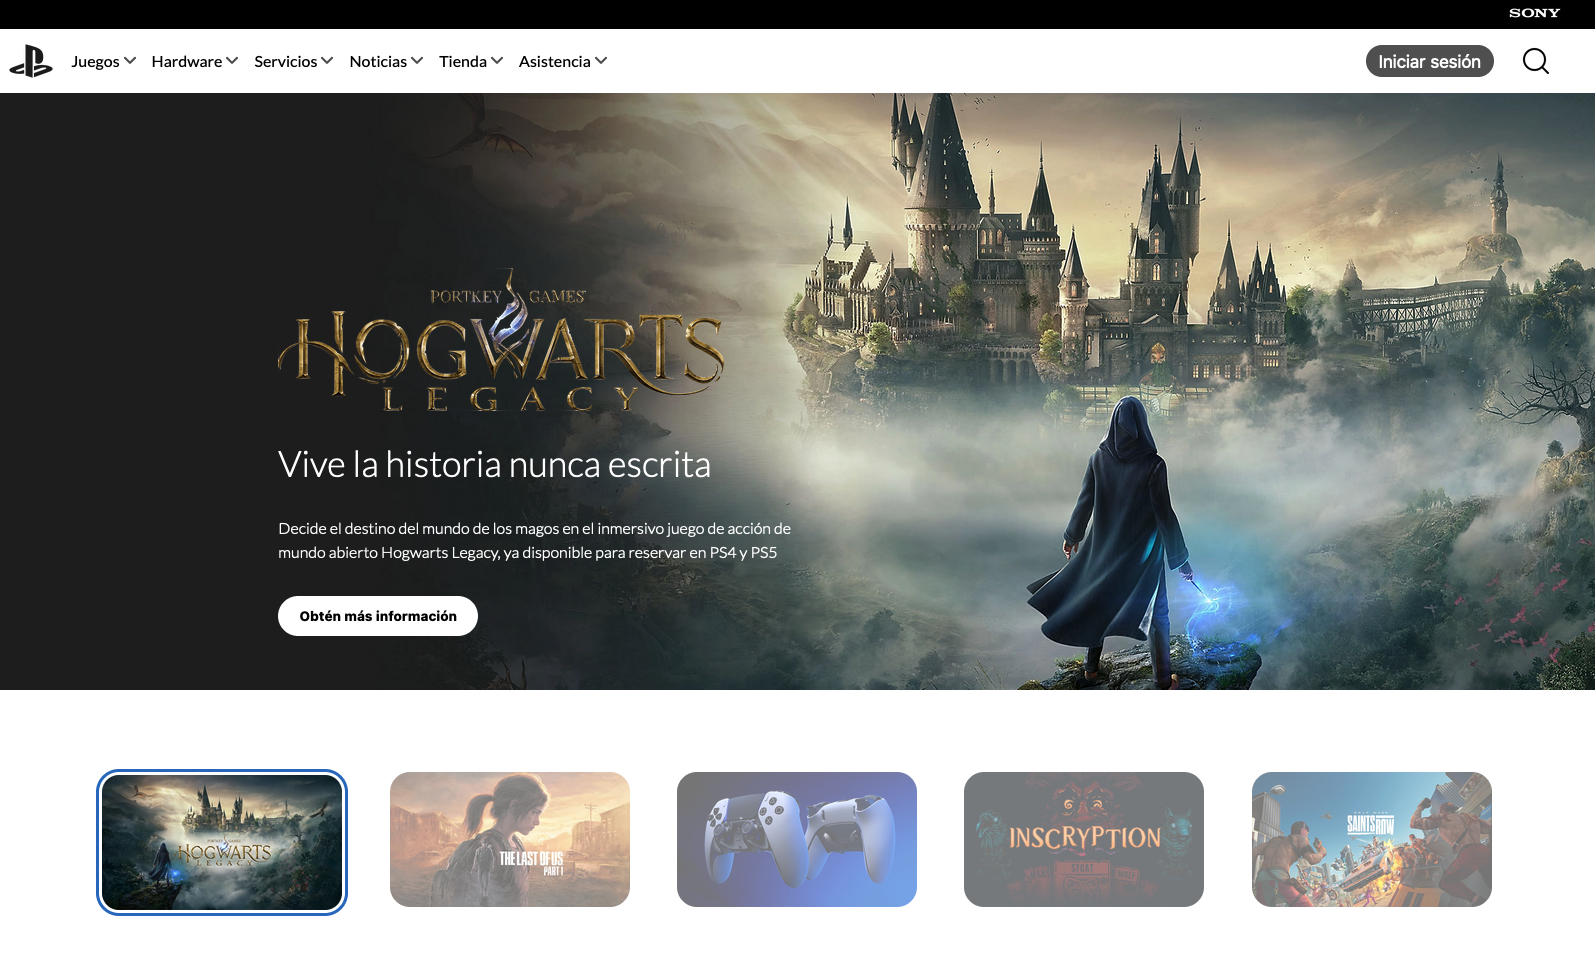 SONY
Juegos Hardware Servicios Noticias Tienda Asistencia Iniciar sesión
PORTKEY GAMES
HOGWARTS
LEGACY
Vive la historia nunca escrita
Decide el destino del mundo de los magos en el inmersivo juego de acción de
mundo abierto Hogwarts Legacy, ya disponible para reservar en PS4 y PS5
Obtén más información
PORTKEY GAMES
HOGWARTS
LEGACY
THE LAST OF US
PART I
INSCRYPTION
START
SAINTS ROW